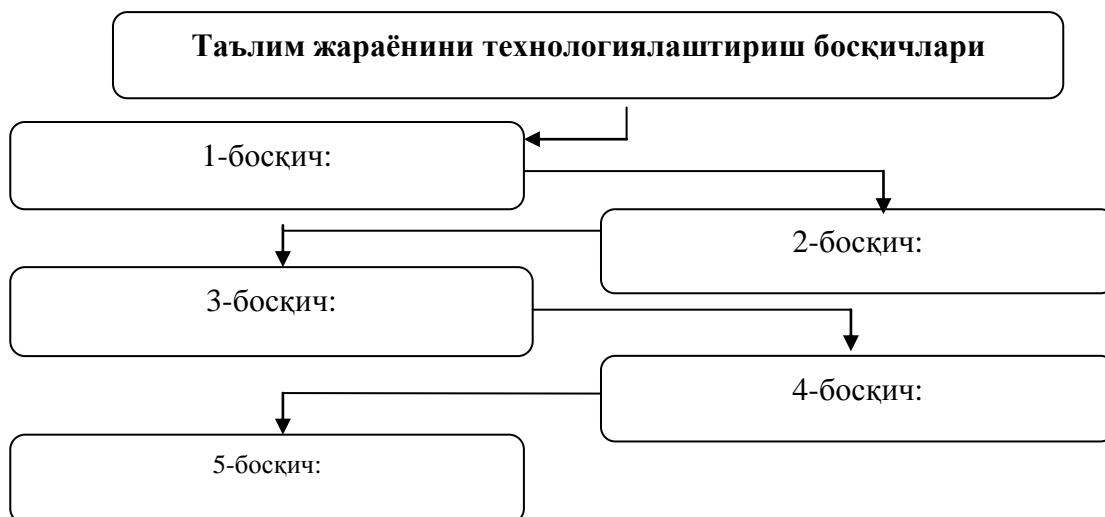 Таълим жараёнини технологиялаштириш босқичлари
1-босқич:
2-босқич:
3-босқич:
4-босқич:
5-босқич: